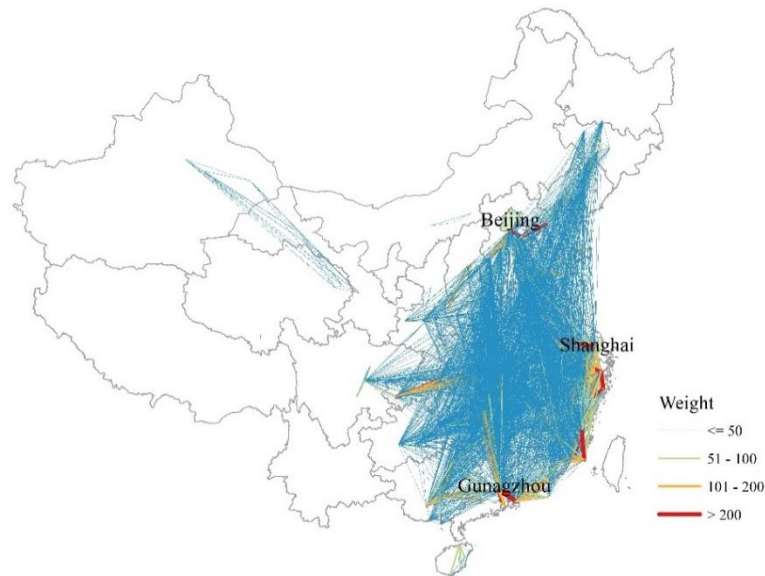 Beijing
Shanghai
Gunagzhou
Weight
<= 50
51 - 100
101 - 200
> 200